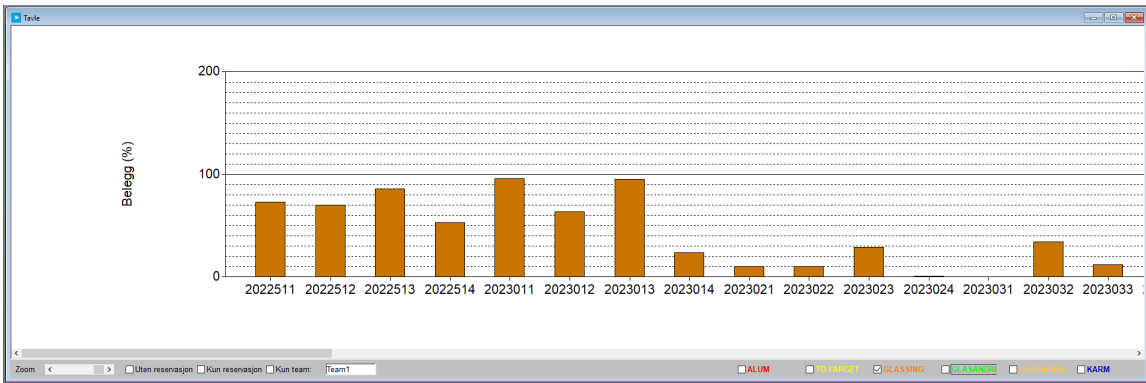 Tavle
200
100
0
Belegg (%)
2022511 2022512 2022513 2022514 2023011 2023012 2023013 2023014 2023021 2023022 2023023 2023024 2023031 2023032 2023033
Zoom Uten reservasjon Kun reservasjon Kun team: Team1 ALUM TO-FARGET GLASSING GLASANDRE KARM